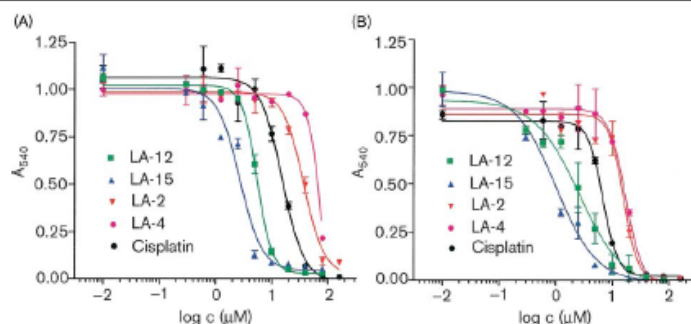 (A)
1.25
1.00
0.75
0.50
0.25
0.00
A540
LA-12
LA-15
LA-2
LA-4
Cisplatin
−2 −1 0 1 2
log c (μM)
(B)
1.25
1.00
0.75
0.50
0.25
0.00
A540
LA-12
LA-15
LA-2
LA-4
Cisplatin
−2 −1 0 1 2
log c (μM)